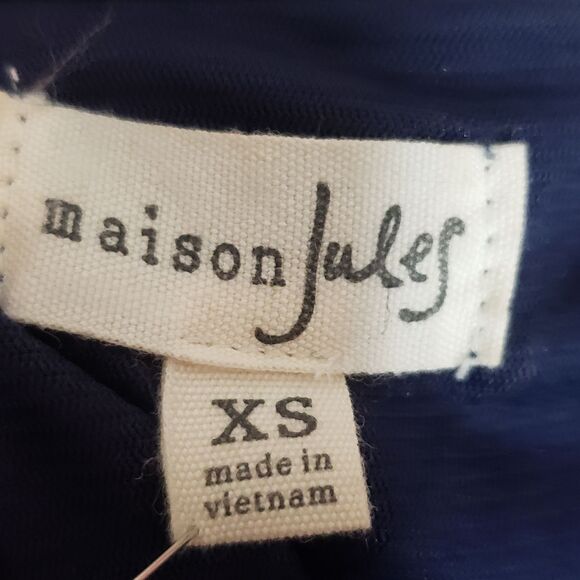 maison Jules
XS
made in
vietnam